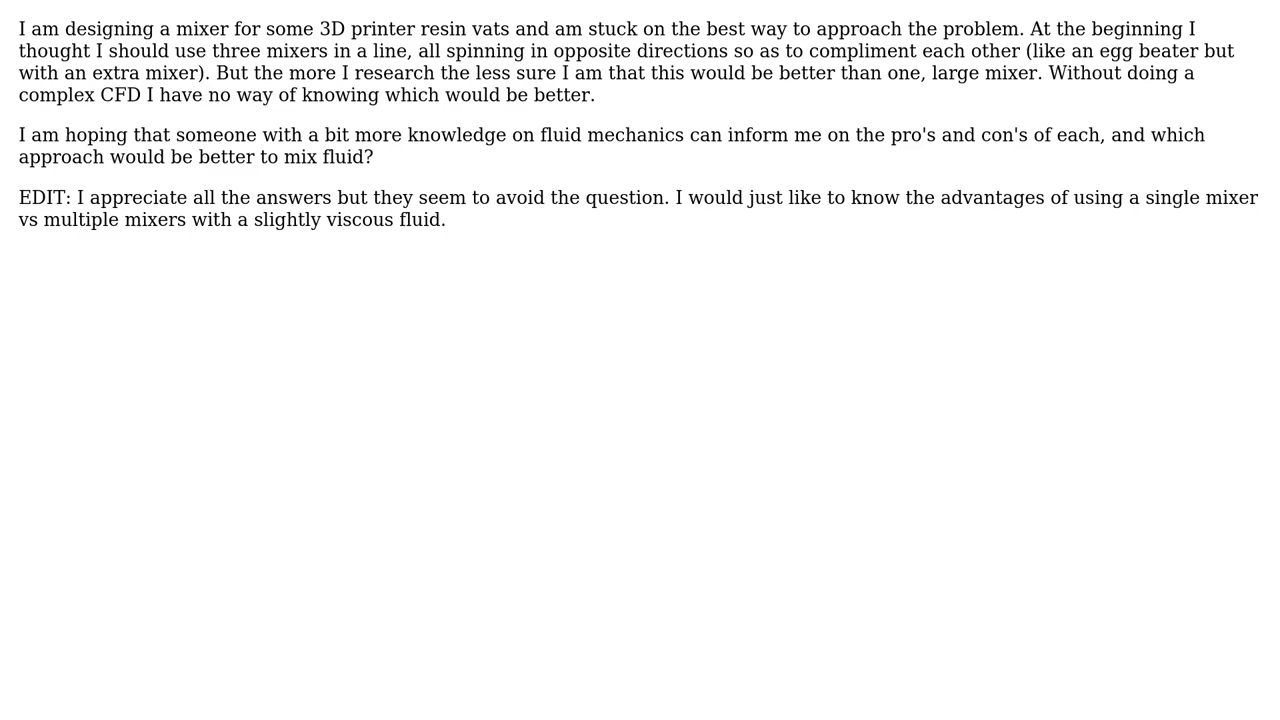 I am designing a mixer for some 3D printer resin vats and am stuck on the best way to approach the problem. At the beginning I
thought I should use three mixers in a line, all spinning in opposite directions so as to compliment each other (like an egg beater but
with an extra mixer). But the more I research the less sure I am that this would be better than one, large mixer. Without doing a
complex CFD I have no way of knowing which would be better.
I am hoping that someone with a bit more knowledge on fluid mechanics can inform me on the pro's and con's of each, and which
approach would be better to mix fluid?
EDIT: I appreciate all the answers but they seem to avoid the question. I would just like to know the advantages of using a single mixer
vs multiple mixers with a slightly viscous fluid.